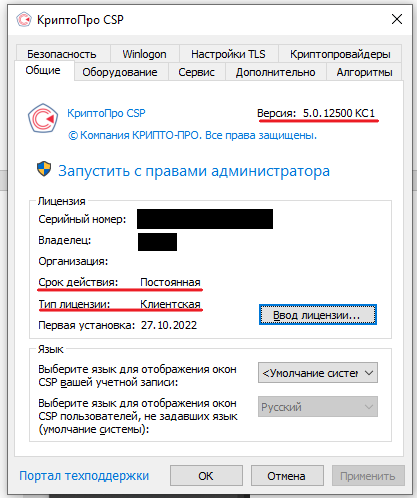 КриптоПро CSP
Безопасность Winlogon Настройки TLS Криптопровайдеры
Общие Оборудование Сервис Дополнительно Алгоритмы
КриптоПро CSP Версия: 5.0.12500 КС1
© Компания КРИПТО-ПРО. Все права защищены.
Запустить с правами администратора
Лицензия
Серийный номер:
Владелец:
Организация:
Срок действия: Постоянная
Тип лицензии: Клиентская
Первая установка: 27.10.2022
Ввод лицензии...
Язык
Выберите язык для отображения окон
CSP вашей учетной записи:
<Умолчание систем
Выберите язык для отображения окон
CSP пользователей, не задавших язык
(умолчание системы):
Русский
Портал техподдержки ОК Отмена Применить